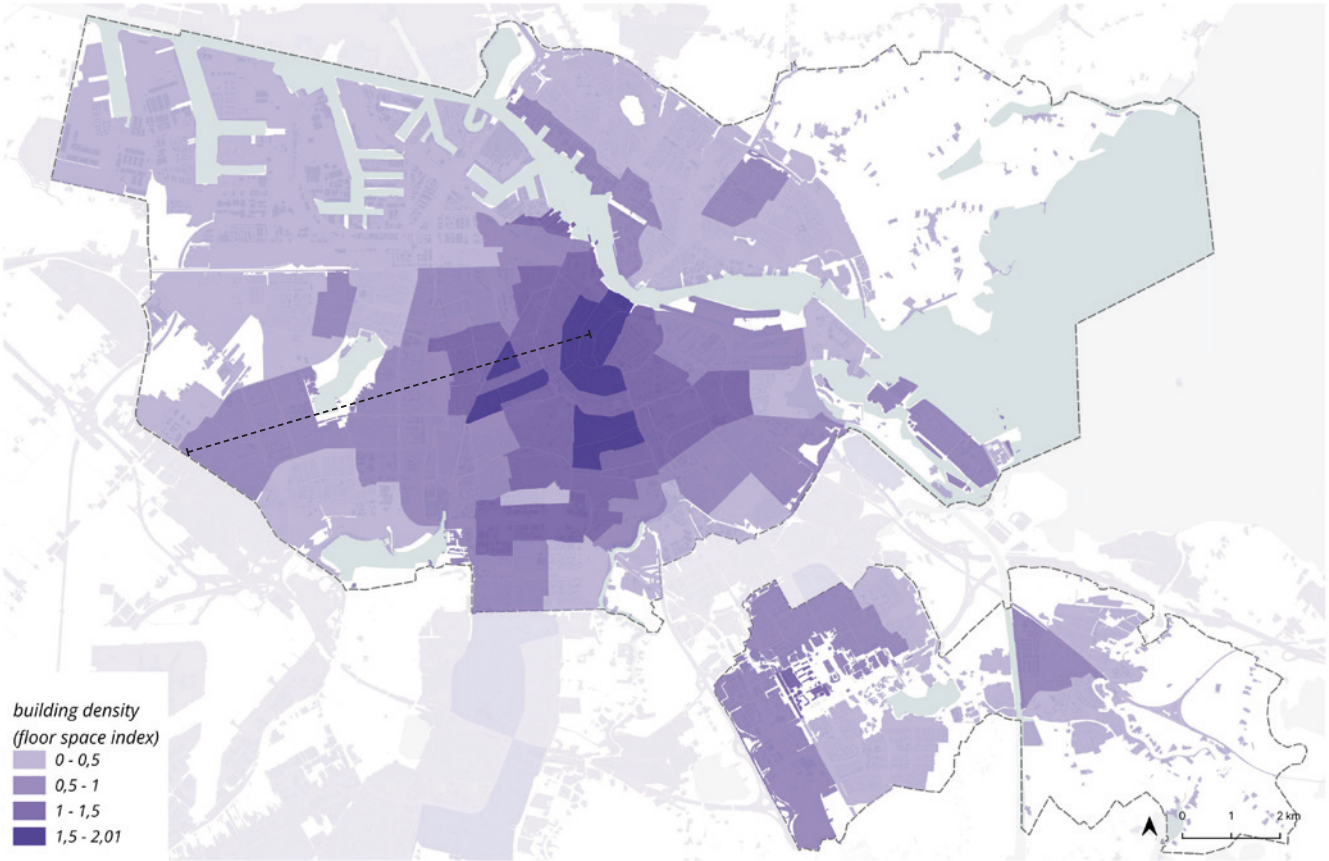 building density
(floor space index)
0 - 0,5
0,5 - 1
1 - 1,5
1,5 - 2,01
0 1 2 km